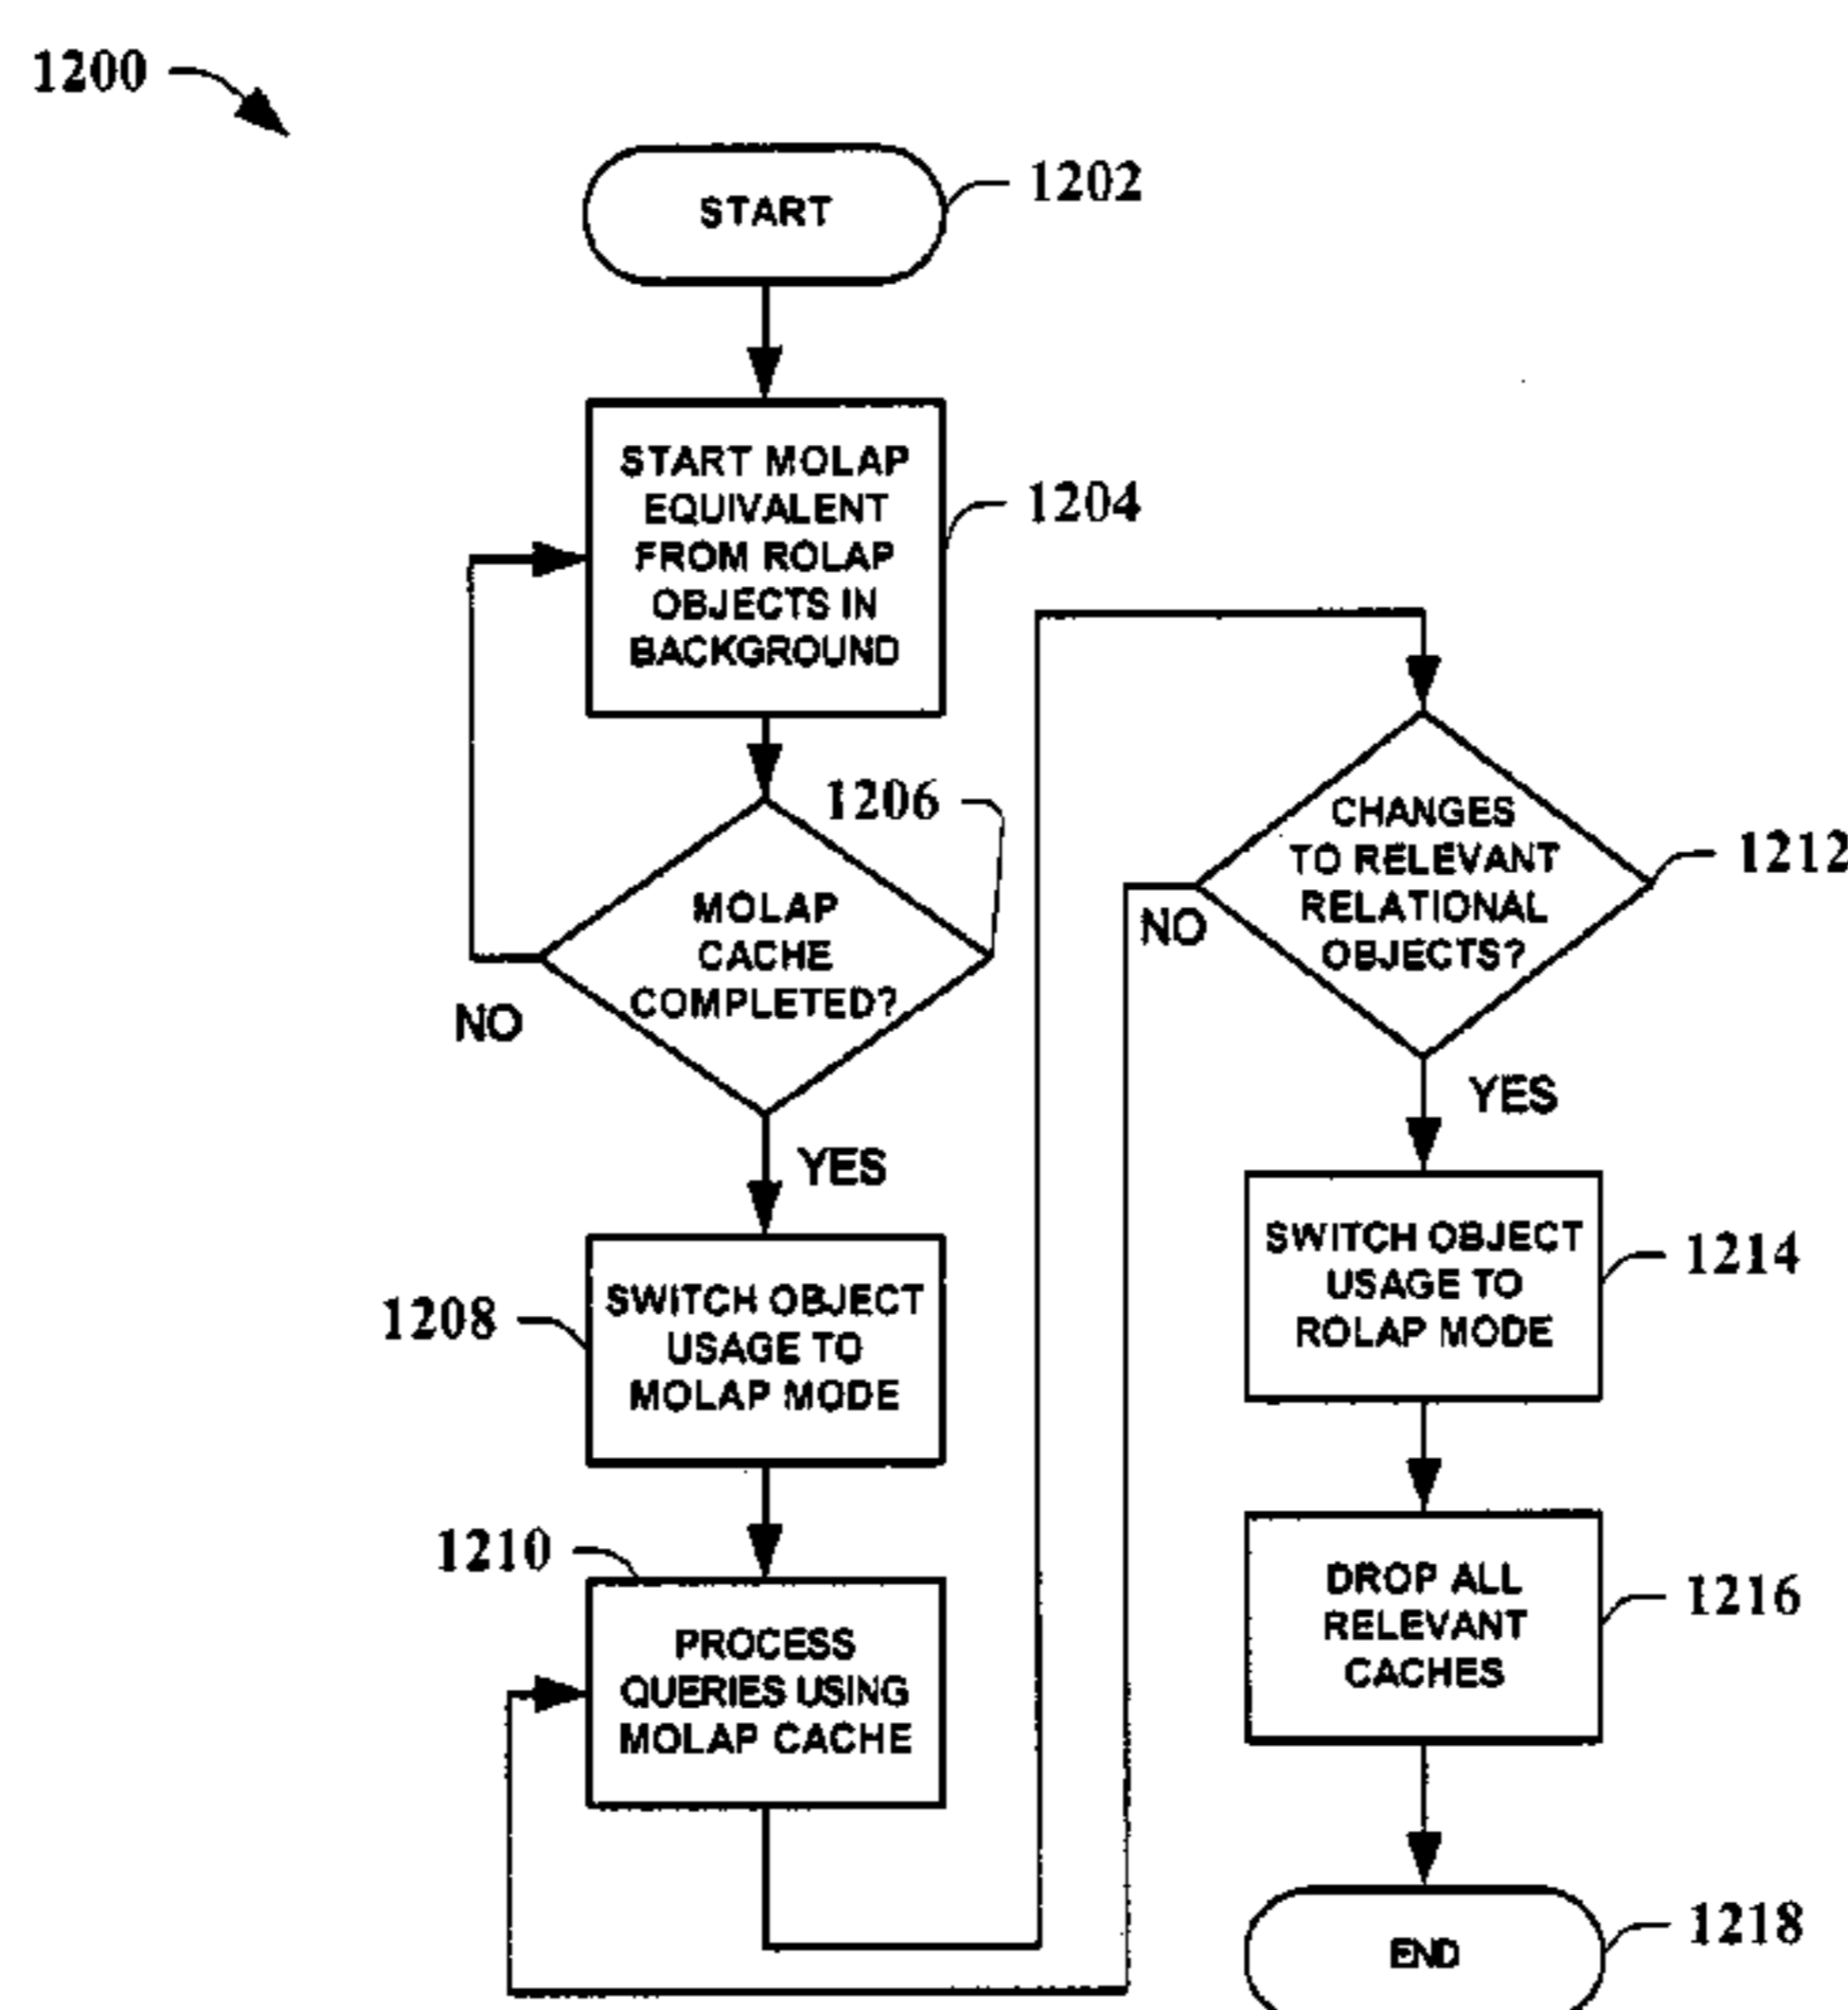 1200
START
1202
START MOLAP
EQUIVALENT
FROM ROLAP
OBJECTS IN
BACKGROUND
1204
1206
MOLAP
CACHE
COMPLETED?
NO
YES
SWITCH OBJECT
USAGE TO
MOLAP MODE
1208
1210
PROCESS
QUERIES USING
MOLAP CACHE
CHANGES
TO RELEVANT
RELATIONAL
OBJECTS?
1212
NO
YES
SWITCH OBJECT
USAGE TO
ROLAP MODE
1214
DROP ALL
RELEVANT
CACHES
1216
END
1218